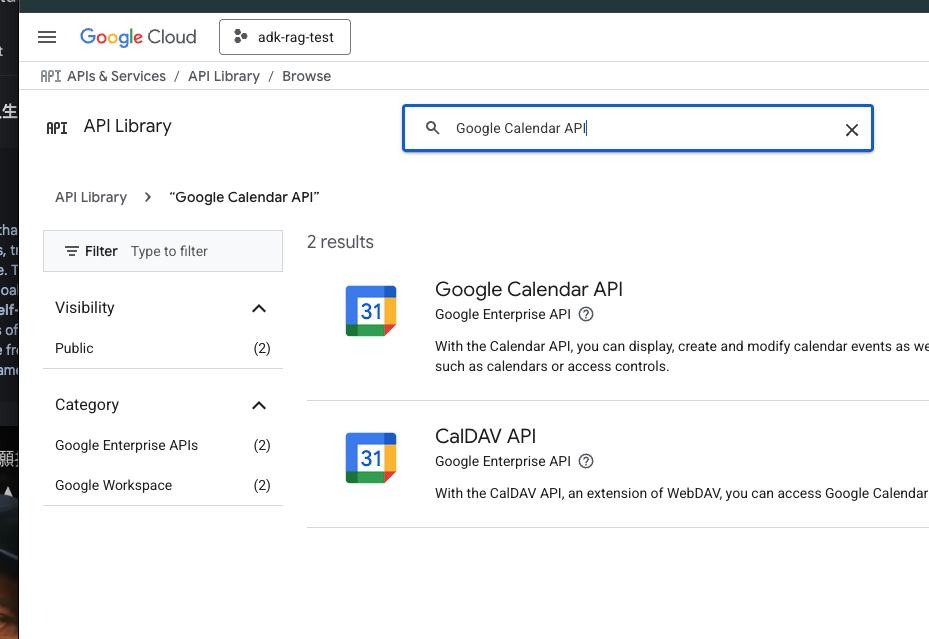 Google Cloud
adk-rag-test
API APIs & Services / API Library / Browse
API API Library
Google Calendar API
API Library > “Google Calendar API”
Filter Type to filter
2 results
Visibility
Public (2)
Category
Google Enterprise APIs (2)
Google Workspace (2)
31
Google Calendar API
Google Enterprise API
With the Calendar API, you can display, create and modify calendar events as we
such as calendars or access controls.
31
CalDAV API
Google Enterprise API
With the CalDAV API, an extension of WebDAV, you can access Google Calendar